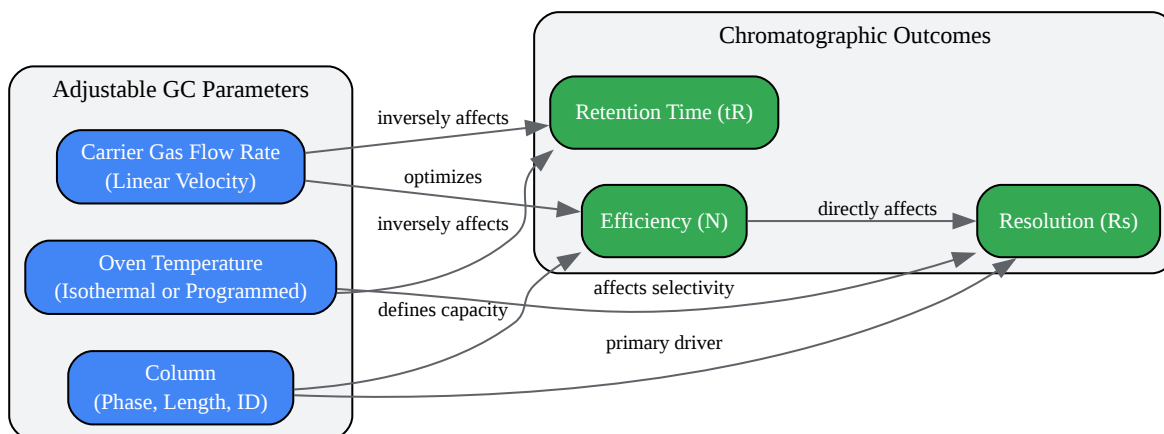 Adjustable GC Parameters
Carrier Gas Flow Rate
(Linear Velocity)
Oven Temperature
(Isothermal or Programmed)
Column
(Phase, Length, ID)
inversely affects
optimizes
inversely affects
defines capacity
Chromatographic Outcomes
Retention Time (tR)
Efficiency (N)
directly affects
Resolution (Rs)
affects selectivity
primary driver